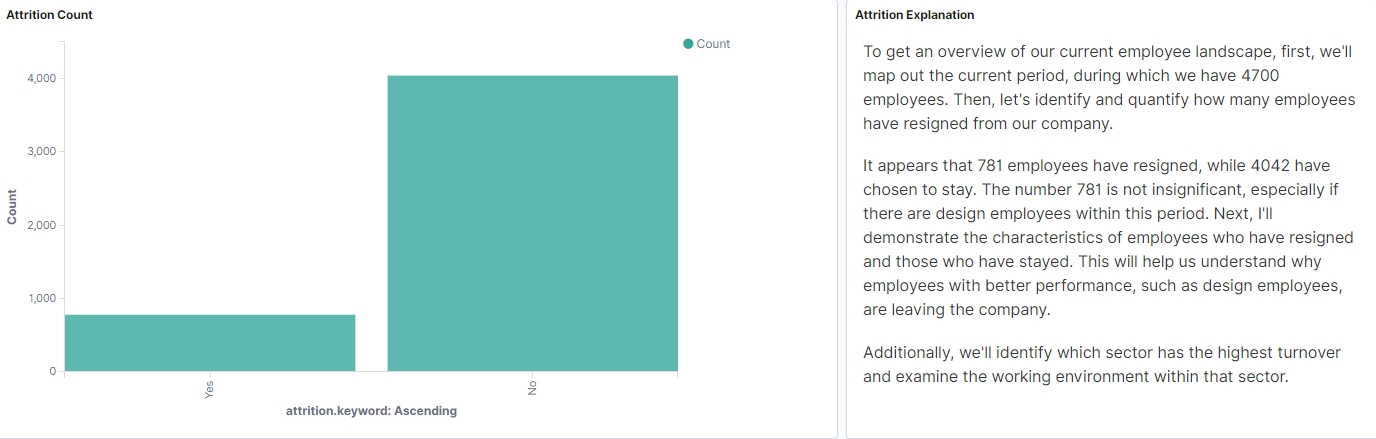 Attrition Count
Count
4,000
3,000
2,000
1,000
0
Count
Yes
No
attrition.keyword: Ascending
Attrition Explanation
To get an overview of our current employee landscape, first, we'll
map out the current period, during which we have 4700
employees. Then, let's identify and quantify how many employees
have resigned from our company.
It appears that 781 employees have resigned, while 4042 have
chosen to stay. The number 781 is not insignificant, especially if
there are design employees within this period. Next, I'll
demonstrate the characteristics of employees who have resigned
and those who have stayed. This will help us understand why
employees with better performance, such as design employees,
are leaving the company.
Additionally, we'll identify which sector has the highest turnover
and examine the working environment within that sector.